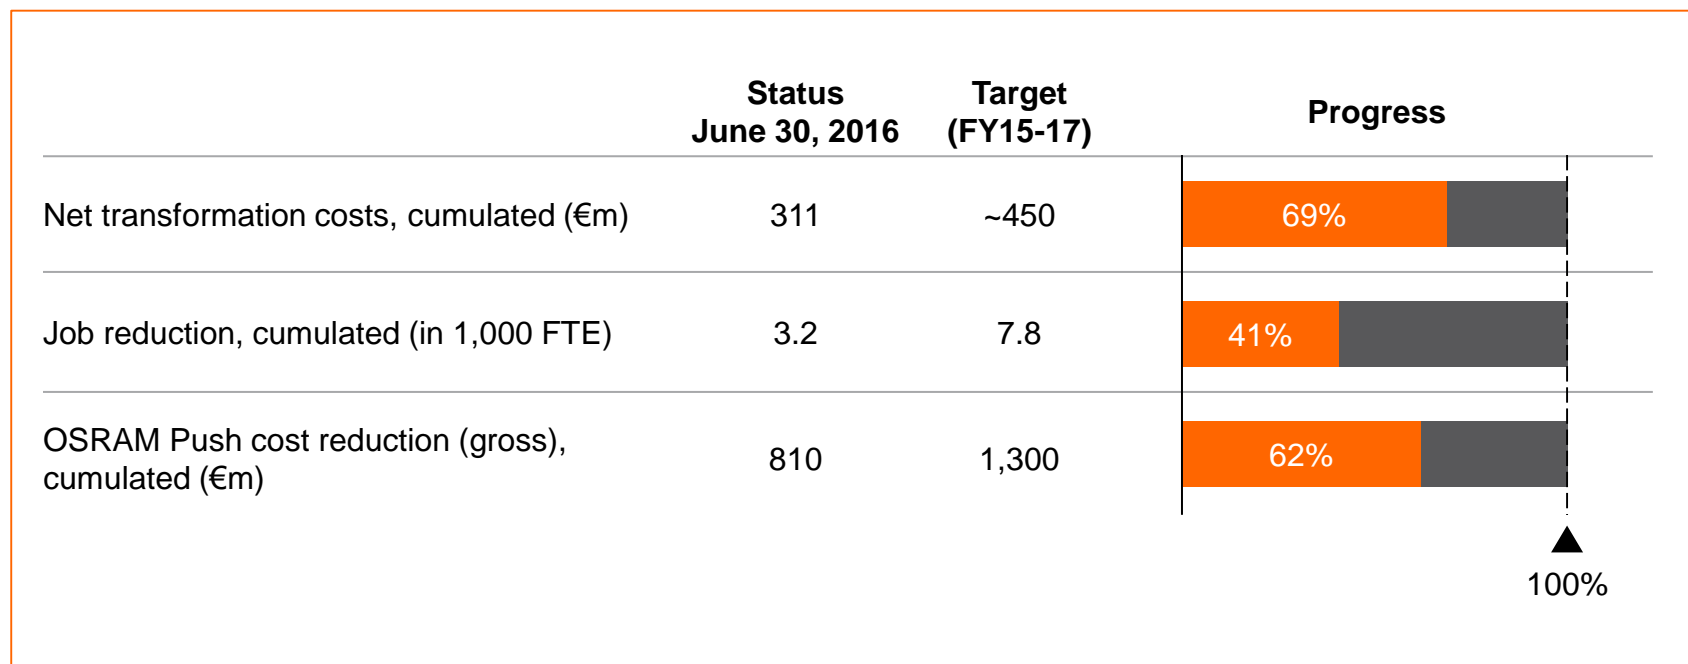 Status
June 30, 2016
Target
(FY15-17)
Progress
Net transformation costs, cumulated (€m)
311
~450
69%
Job reduction, cumulated (in 1,000 FTE)
3.2
7.8
41%
OSRAM Push cost reduction (gross),
cumulated (€m)
810
1,300
62%
100%